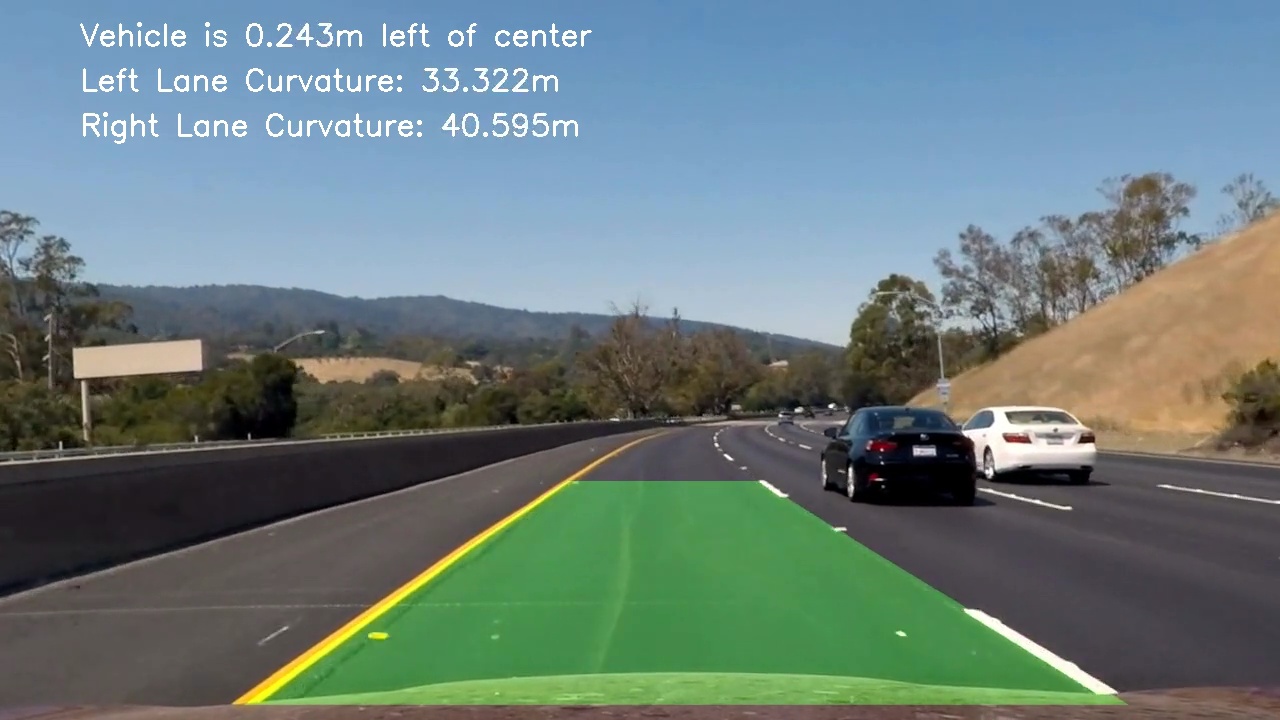 Vehicle is 0.243m left of center
Left Lane Curvature: 33.322m
Right Lane Curvature: 40.595m